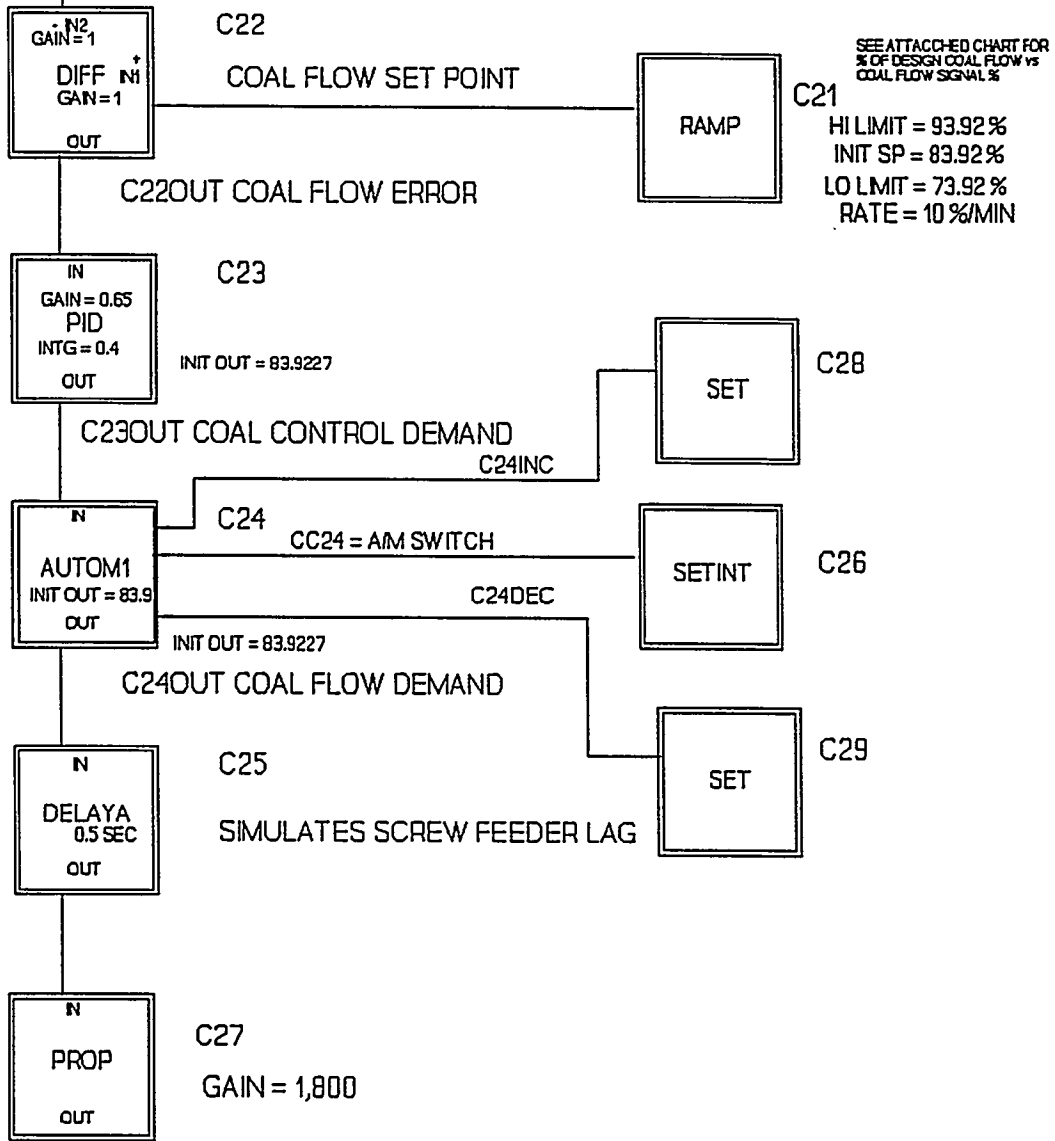 - IN2
GAIN = 1
+
DIFF IN1
GAIN = 1
OUT
C22
COAL FLOW SET POINT
RAMP
C21
SEE ATTACCHED CHART FOR
% OF DESIGN COAL FLOW vs
COAL FLOW SIGNAL %
HI LIMIT = 93.92%
INIT SP = 83.92%
LO LIMIT = 73.92%
RATE = 10 %/MIN
C22OUT COAL FLOW ERROR
IN
GAIN = 0.65
PID
INTG = 0.4
OUT
C23
INIT OUT = 83.9227
C23OUT COAL CONTROL DEMAND
C24INC
SET
C28
IN
AUTOM1
INIT OUT = 83.9
OUT
C24
CC24 = A/M SWITCH
SETINT
C26
C24DEC
INIT OUT = 83.9227
C24OUT COAL FLOW DEMAND
SET
C29
IN
DELAYA
0.5 SEC
OUT
C25
SIMULATES SCREW FEEDER LAG
IN
PROP
OUT
C27
GAIN = 1,800